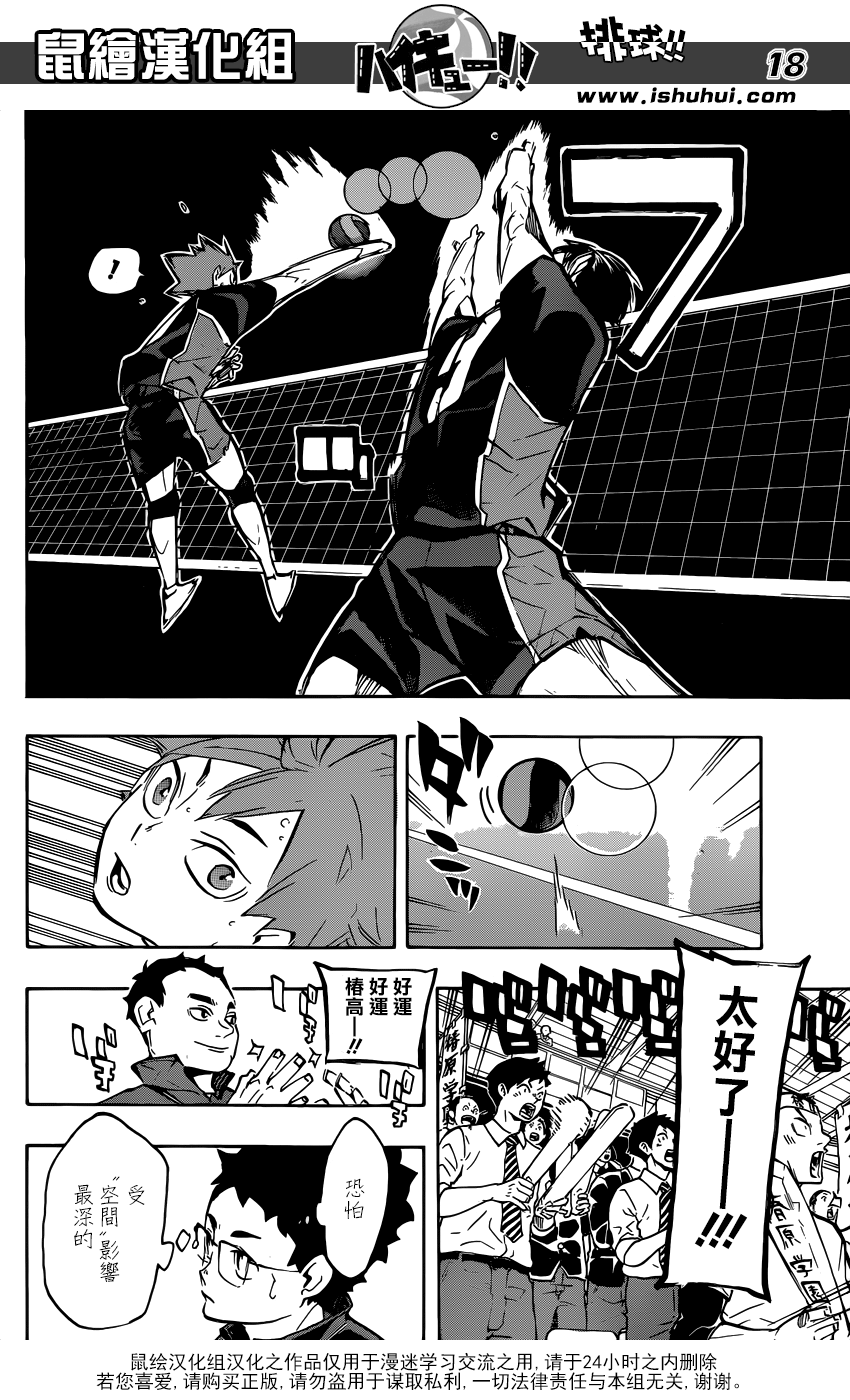 鼠繪漢化組
ハイキュー!!
排球!!
18
www.ishuhui.com
!
ダ
太好了——!!!
好運
好運
椿高—!!
椿原学園
椿原学園
恐怕
受
“空間”影響
最深的
鼠绘汉化组汉化之作品仅用于漫迷学习交流之用,请于24小时之内删除
若您喜爱,请购买正版,请勿盗用于谋取私利,一切法律责任与本组无关,谢谢。